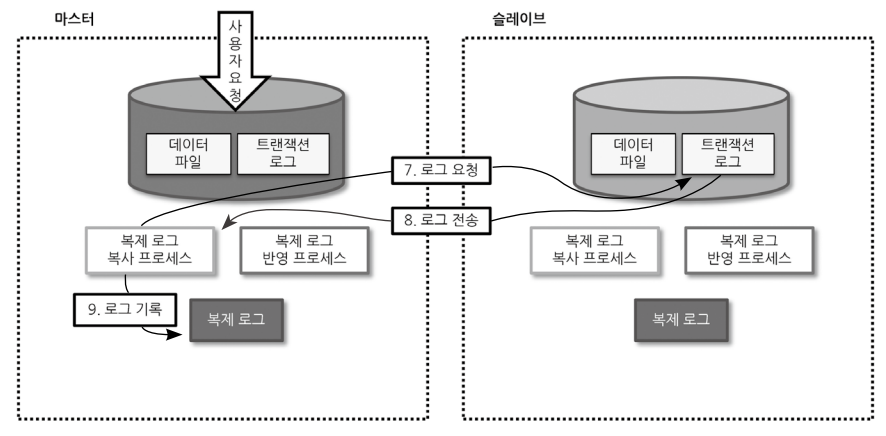 마스터
슬레이브
사
용
자
요
청
데이터
파일
트랜잭션
로그
데이터
파일
트랜잭션
로그
7. 로그 요청
8. 로그 전송
복제 로그
복사 프로세스
복제 로그
반영 프로세스
복제 로그
복사 프로세스
복제 로그
반영 프로세스
9. 로그 기록
복제 로그
복제 로그